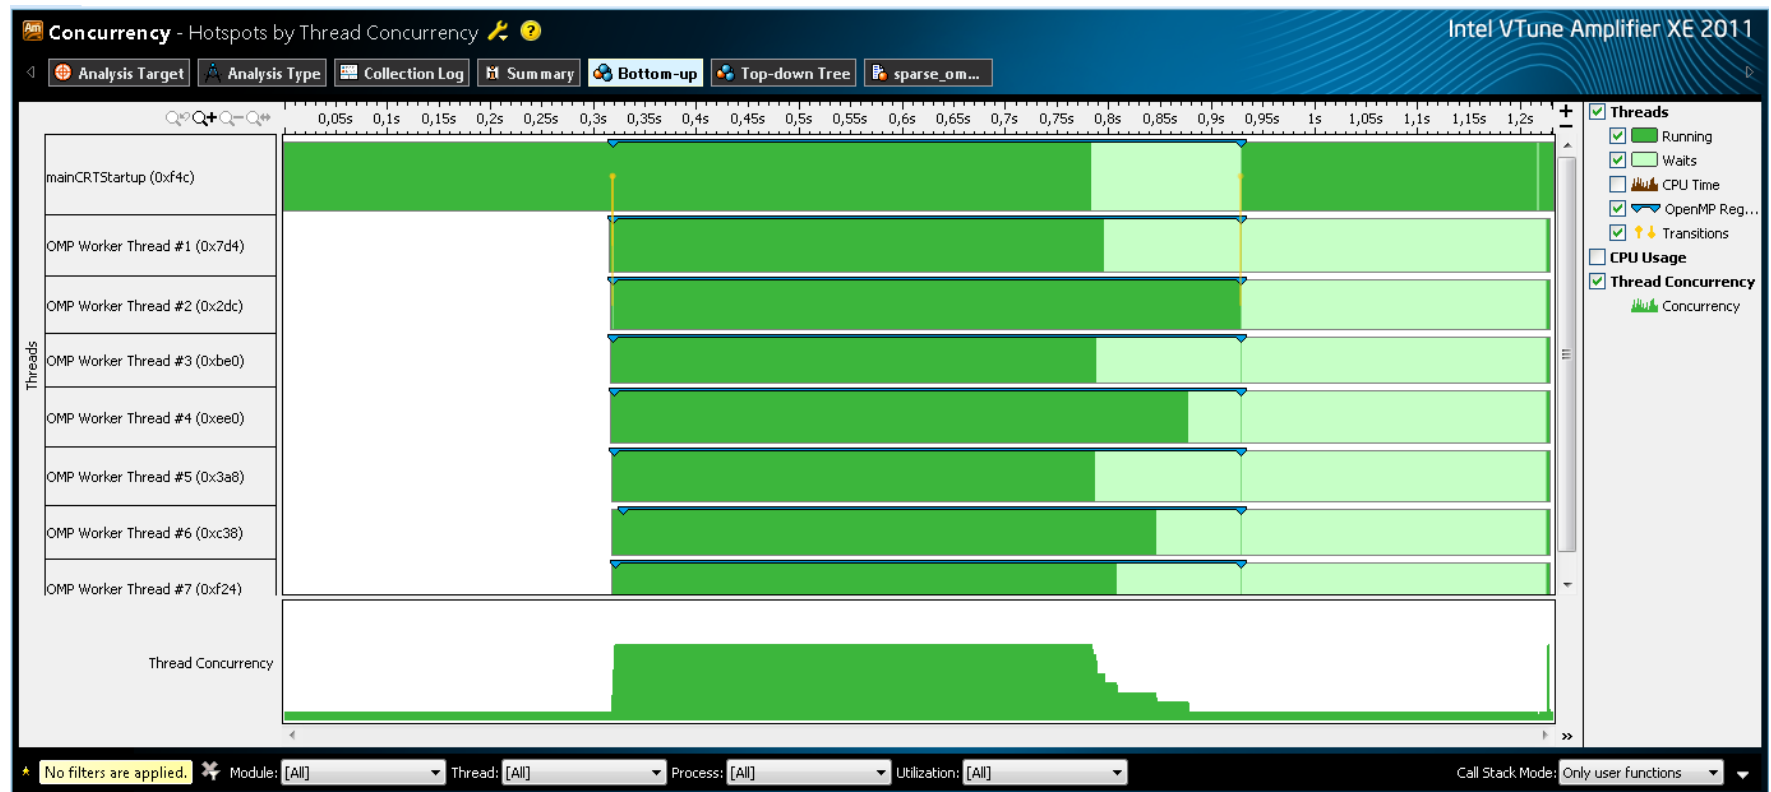 Concurrency - Hotspots by Thread Concurrency ? Intel VTune Amplifier XE 2011
Analysis Target Analysis Type Collection Log Summary Bottom-up Top-down Tree sparse_om...
0,05s 0,1s 0,15s 0,2s 0,25s 0,3s 0,35s 0,4s 0,45s 0,5s 0,55s 0,6s 0,65s 0,7s 0,75s 0,8s 0,85s 0,9s 0,95s 1s 1,05s 1,1s 1,15s 1,2s
Threads
mainCRTStartup (0xf4c)
OMP Worker Thread #1 (0x7d4)
OMP Worker Thread #2 (0x2dc)
OMP Worker Thread #3 (0xbe0)
OMP Worker Thread #4 (0xee0)
OMP Worker Thread #5 (0x3a8)
OMP Worker Thread #6 (0xc38)
OMP Worker Thread #7 (0xf24)
Thread Concurrency
Threads
Running
Waits
CPU Time
OpenMP Reg...
Transitions
CPU Usage
Thread Concurrency
Concurrency
No filters are applied. Module: [All] Thread: [All] Process: [All] Utilization: [All] Call Stack Mode: Only user functions